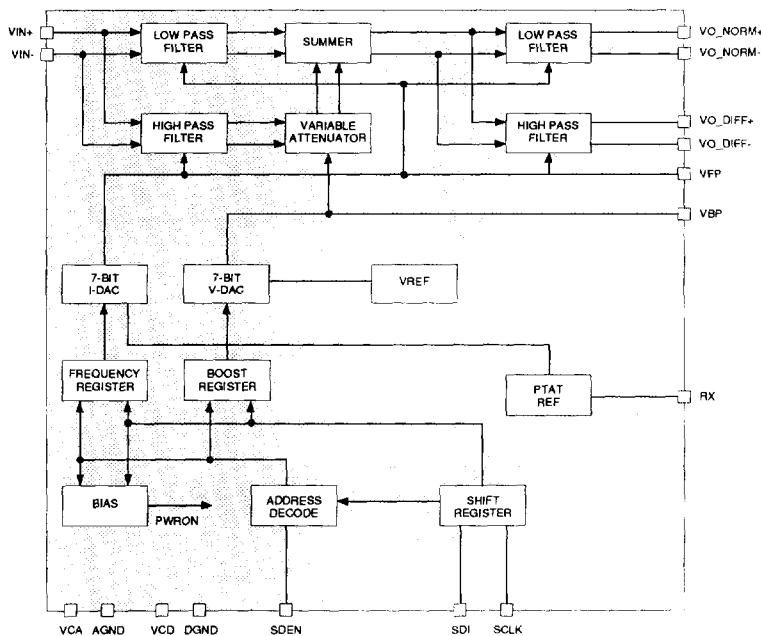 VIN+
LOW PASS
FILTER
SUMMER
LOW PASS
FILTER
VO_NORM+
VIN-
VO_NORM-
HIGH PASS
FILTER
VARIABLE
ATTENUATOR
HIGH PASS
FILTER
VO_DIFF+
VO_DIFF-
VFP
VBP
7-BIT
I-DAC
7-BIT
V-DAC
VREF
FREQUENCY
REGISTER
BOOST
REGISTER
PTAT
REF
RX
BIAS
PWRON
ADDRESS
DECODE
SHIFT
REGISTER
VCA AGND VCD DGND SDEN SDI SCLK